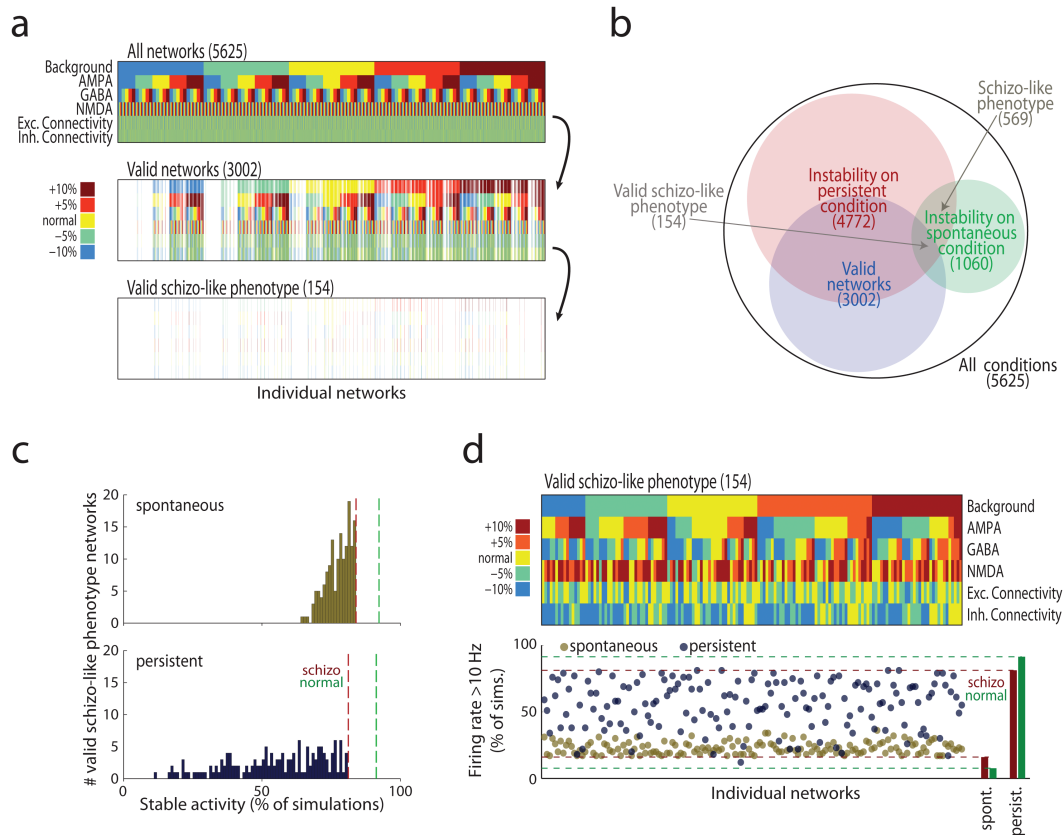 a
All networks (5625)
Background
AMPA
GABA
NMDA
Exc. Connectivity
Inh. Connectivity
Valid networks (3002)
+10%
+5%
normal
−5%
−10%
Valid schizo-like phenotype (154)
Individual networks
b
Schizo-like
phenotype
(569)
Valid schizo-like
phenotype
(154)
Instability on
persistent
condition
(4772)
Instability on
spontaneous
condition
(1060)
Valid
networks
(3002)
All conditions
(5625)
c
# valid schizo-like phenotype networks
20
15
10
5
0
spontaneous
20
15
10
5
0
persistent
schizo
normal
0
50
100
Stable activity (% of simulations)
d
Valid schizo-like phenotype (154)
+10%
+5%
normal
−5%
−10%
Background
AMPA
GABA
NMDA
Exc. Connectivity
Inh. Connectivity
Firing rate >10 Hz
(% of sims.)
100
50
0
spontaneous
persistent
schizo
normal
Individual networks
spont.
persist.